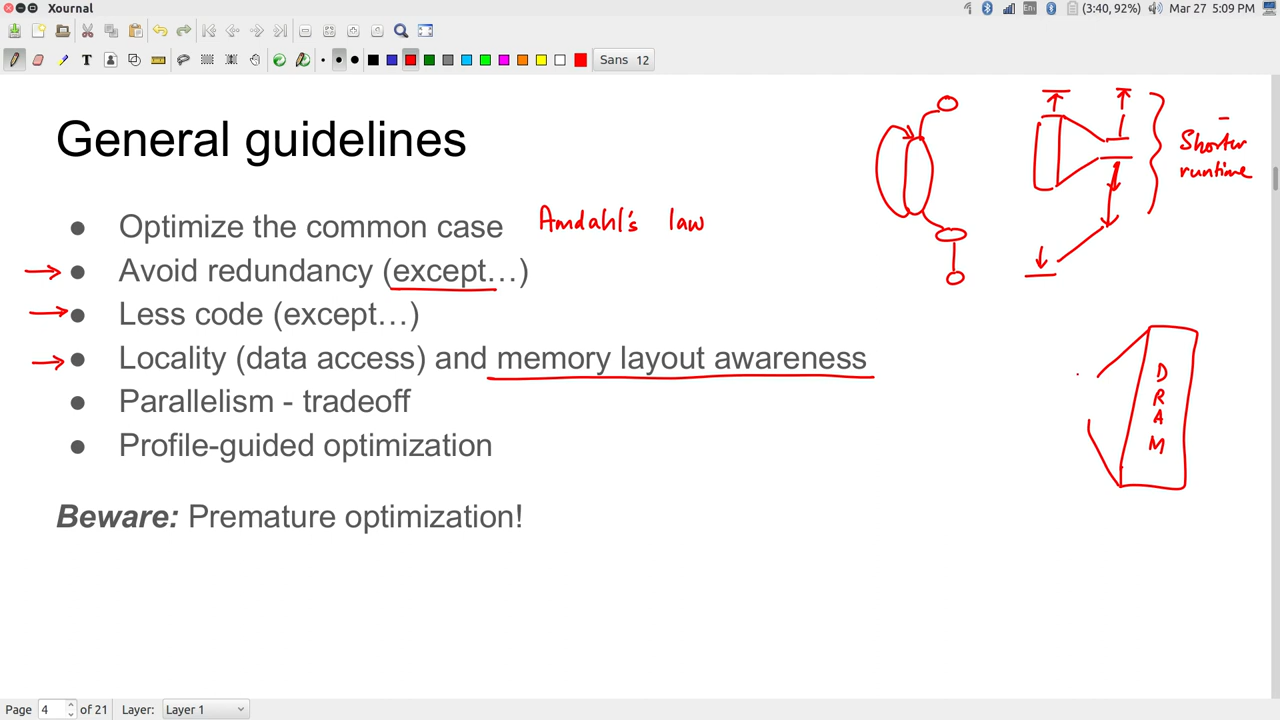 Xournal
(3:40, 92%)
Mar 27 5:09 PM
En
T
Sans 12
General guidelines
Shorter
runtime
● Optimize the common case Amdahl's law
→ ● Avoid redundancy (except…)
→ ● Less code (except…)
→ ● Locality (data access) and memory layout awareness
● Parallelism - tradeoff
● Profile-guided optimization
D
R
A
M
Beware: Premature optimization!
Page 4 of 21 Layer: Layer 1